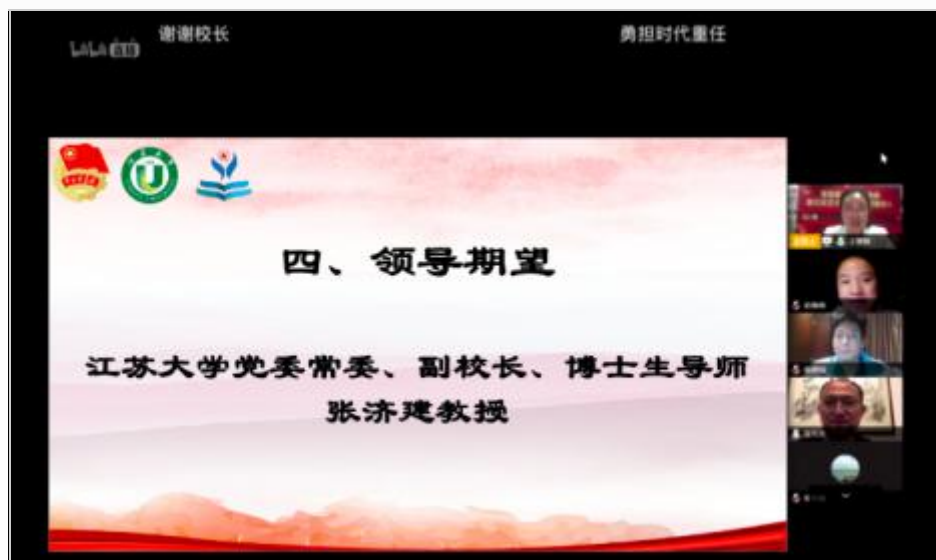 谢谢校长
勇担时代重任
四、领导期望
江苏大学党委常委、副校长、博士生导师
张济建教授